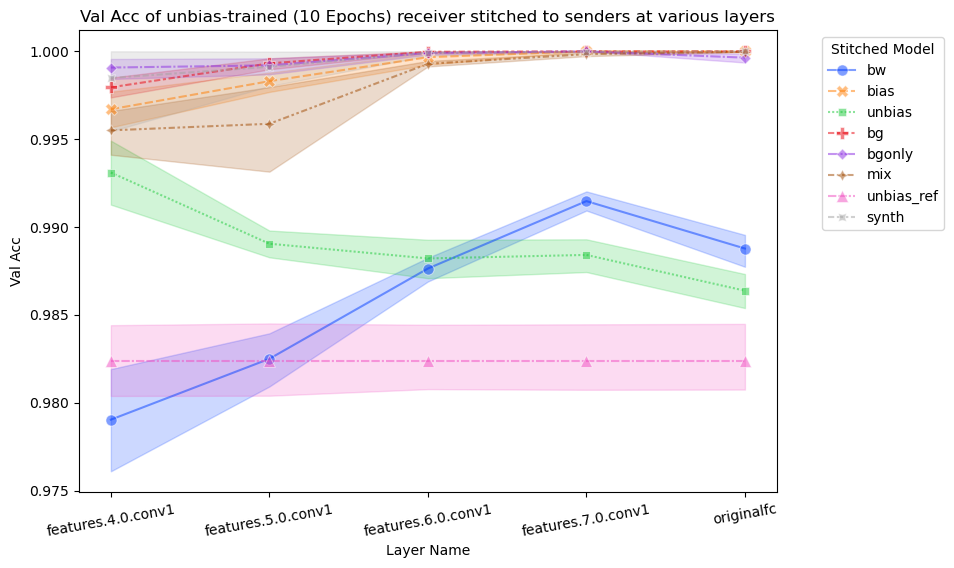 Val Acc of unbias-trained (10 Epochs) receiver stitched to senders at various layers
Val Acc
1.000
0.995
0.990
0.985
0.980
0.975
features.4.0.conv1
features.5.0.conv1
features.6.0.conv1
features.7.0.conv1
originalfc
Layer Name
Stitched Model
bw
bias
unbias
bg
bgonly
mix
unbias_ref
synth